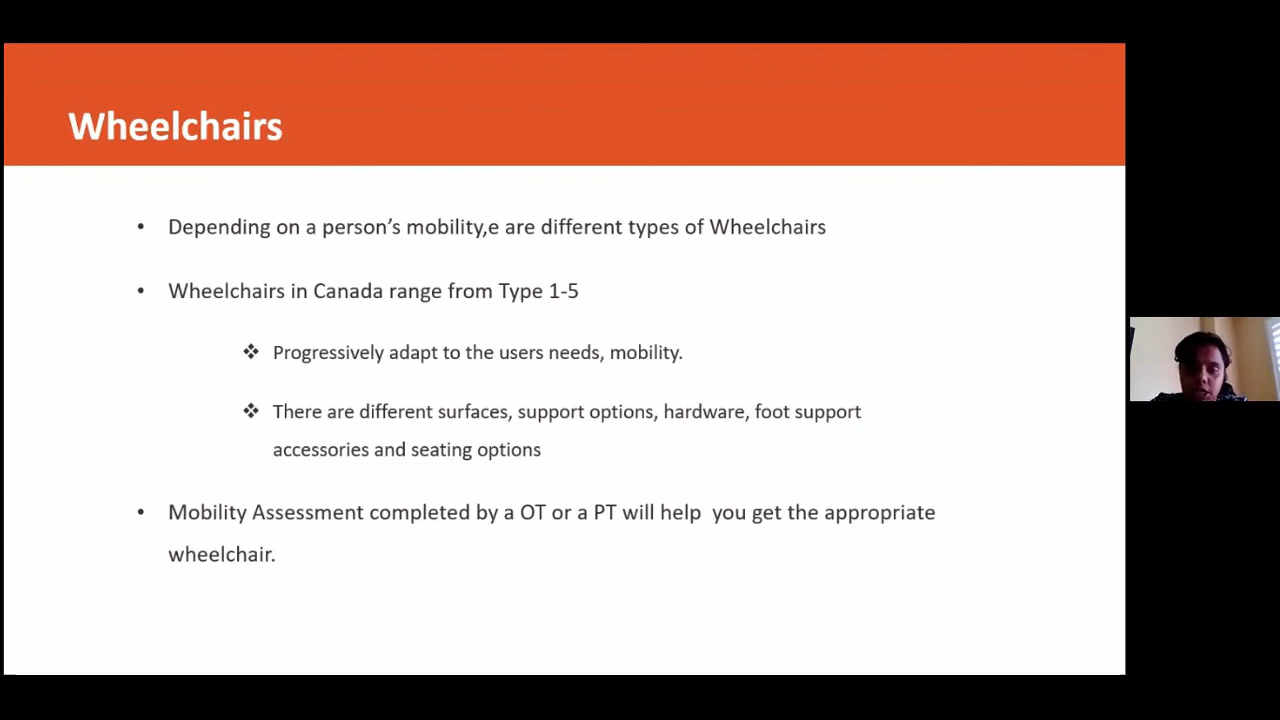 Wheelchairs
• Depending on a person’s mobility,e are different types of Wheelchairs
• Wheelchairs in Canada range from Type 1-5
❖ Progressively adapt to the users needs, mobility.
❖ There are different surfaces, support options, hardware, foot support
accessories and seating options
• Mobility Assessment completed by a OT or a PT will help  you get the appropriate
wheelchair.